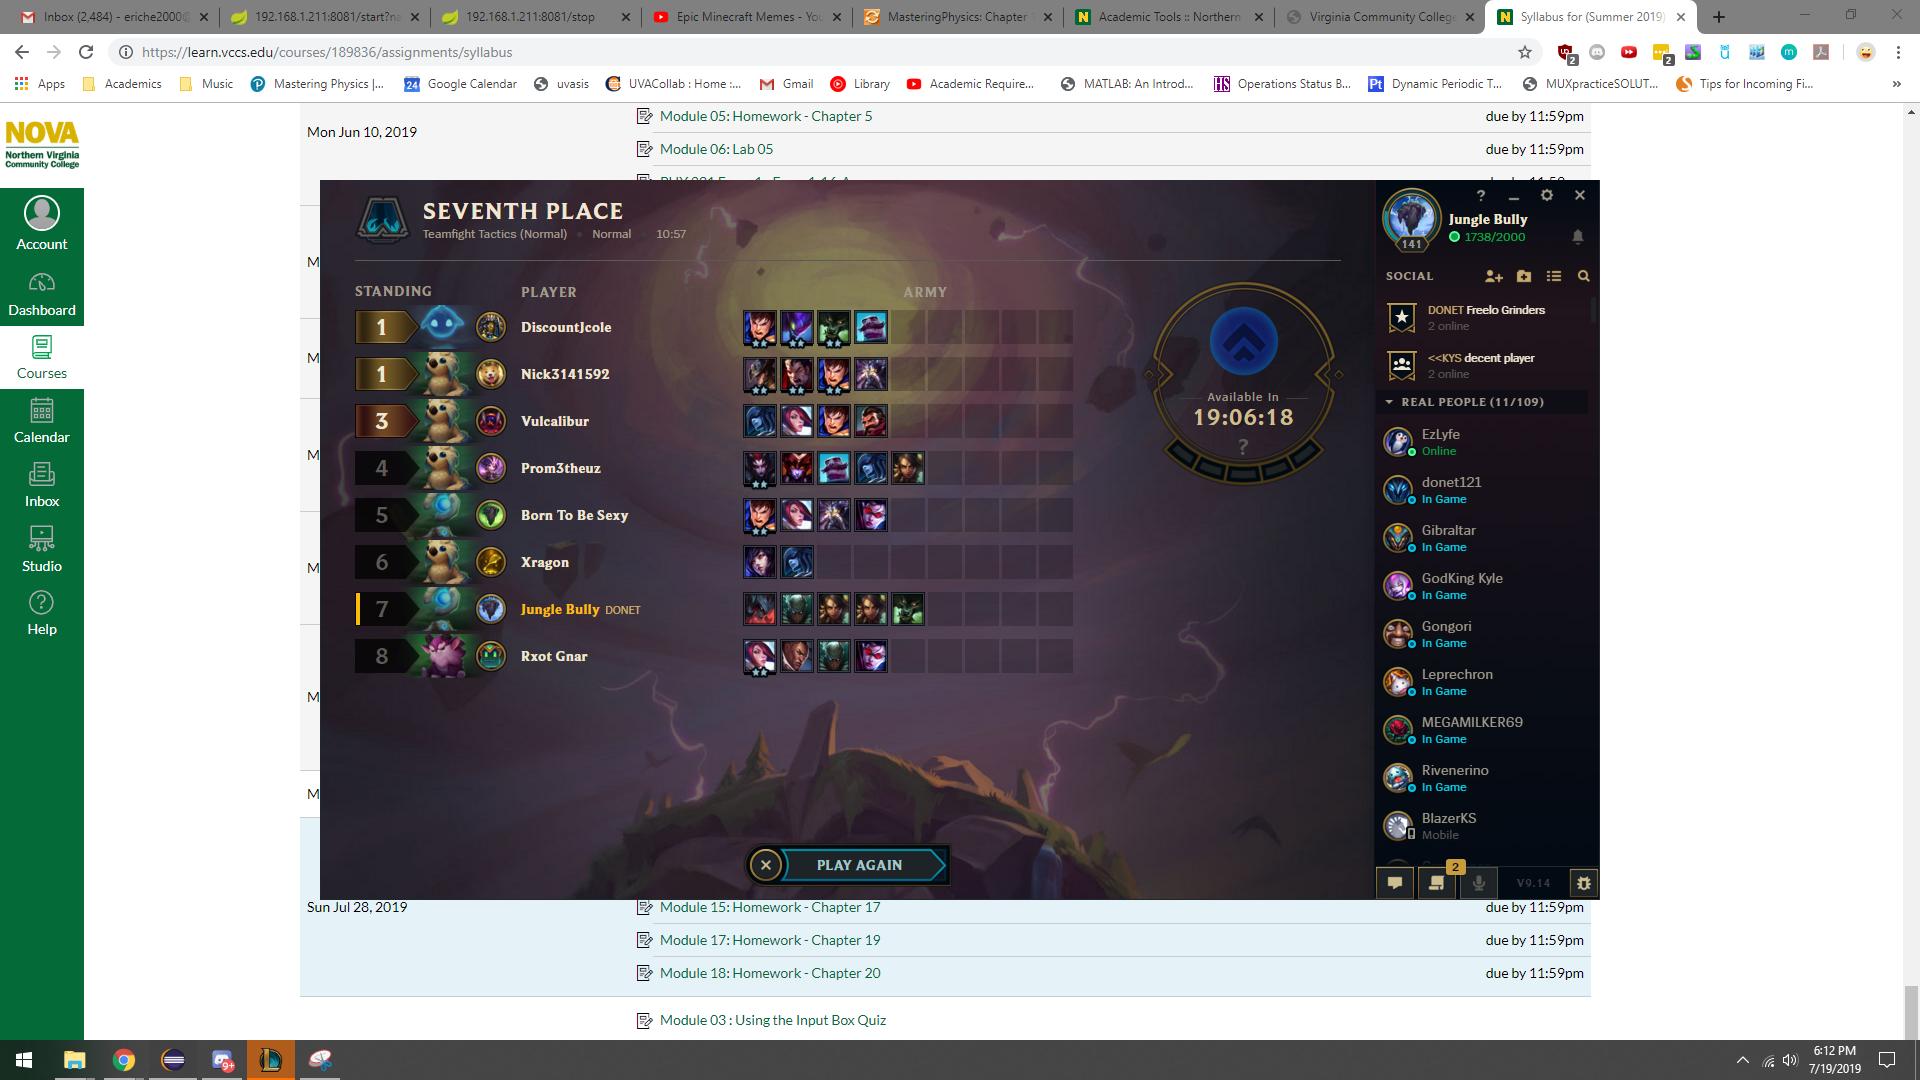 Inbox (2,484) - eriche2000@
192.168.1.211:8081/start?na
192.168.1.211:8081/stop
Epic Minecraft Memes - You
MasteringPhysics: Chapter
Academic Tools :: Northern
Virginia Community College
Syllabus for (Summer 2019)
https://learn.vccs.edu/courses/189836/assignments/syllabus
2
2
Apps
Academics
Music
Mastering Physics |...
24
Google Calendar
uvasis
UVACollab : Home :...
Gmail
Library
Academic Require...
MATLAB: An Introd...
HS
Operations Status B...
Pt
Dynamic Periodic T...
MUXpracticeSOLUT...
Tips for Incoming Fi...
NOVA
Northern Virginia
Community College
Account
Dashboard
Courses
Calendar
Inbox
Studio
Help
Mon Jun 10, 2019
Module 05: Homework - Chapter 5
due by 11:59pm
Module 06: Lab 05
due by 11:59pm
M
M
M
M
M
M
SEVENTH PLACE
Teamfight Tactics (Normal) • Normal • 10:57
STANDING PLAYER ARMY
1 DiscountJcole
1 Nick3141592
3 Vulcalibur
4 Prom3theuz
5 Born To Be Sexy
6 Xragon
7 Jungle Bully DONET
8 Rxot Gnar
Available In
19:06:18
?
PLAY AGAIN
?
Jungle Bully
1738/2000
141
SOCIAL
DONET Freelo Grinders
2 online
<<KYS decent player
2 online
REAL PEOPLE (11/109)
EzLyfe
Online
donet121
In Game
Gibraltar
In Game
GodKing Kyle
In Game
Gongori
In Game
Leprechron
In Game
MEGAMILKER69
In Game
Rivenerino
In Game
BlazerKS
Mobile
2
V9.14
Sun Jul 28, 2019
Module 15: Homework - Chapter 17
due by 11:59pm
Module 17: Homework - Chapter 19
due by 11:59pm
Module 18: Homework - Chapter 20
due by 11:59pm
Module 03 : Using the Input Box Quiz
9+
6:12 PM
7/19/2019